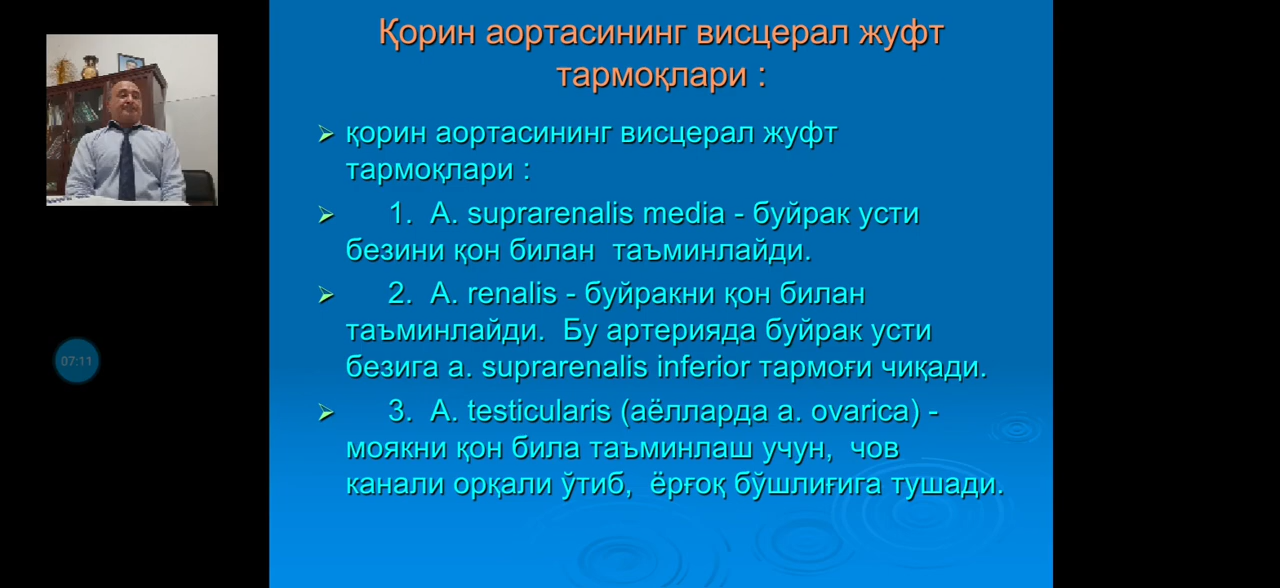 Қорин аортасининг висцерал жуфт
тармоқлари :
➢ қорин аортасининг висцерал жуфт
тармоқлари :
➢ 1. A. suprarenalis media - буйрак усти
безини қон билан таъминлайди.
➢ 2. A. renalis - буйракни қон билан
таъминлайди. Бу артерияда буйрак усти
безига a. suprarenalis inferior тармоғи чиқади.
➢ 3. A. testicularis (аёлларда a. ovarica) -
моякни қон била таъминлаш учун, чов
канали орқали ўтиб, ёрғоқ бўшлиғига тушади.
07:11